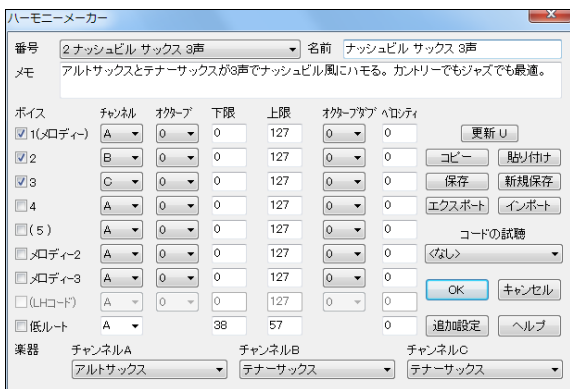 ハーモニーメーカー
番号 2 ナッシュビル サックス 3声 名前 ナッシュビル サックス 3声
メモ アルトサックスとテナーサックスが3声でナッシュビル風にハモる。カントリーでもジャズでも最適。
ボイス チャンネル オクターブ 下限 上限 オクターブダブ ベロシティ
1(メロディー) A 0 0 127 0 0 更新 U
2 B 0 0 127 0 0 コピー 貼り付け
3 C 0 0 127 0 0 保存 新規保存
4 A 0 0 127 0 0 エクスポート インポート
(5) A 0 0 127 0 0 コードの試聴
メロディー2 A 0 0 127 0 0 <なし>
メロディー3 A 0 0 127 0 0 OK キャンセル
(LHコード) A 0 0 127 0 0
低ルート A 38 57 0 追加設定 ヘルプ
楽器 チャンネルA チャンネルB チャンネルC
アルトサックス テナーサックス テナーサックス